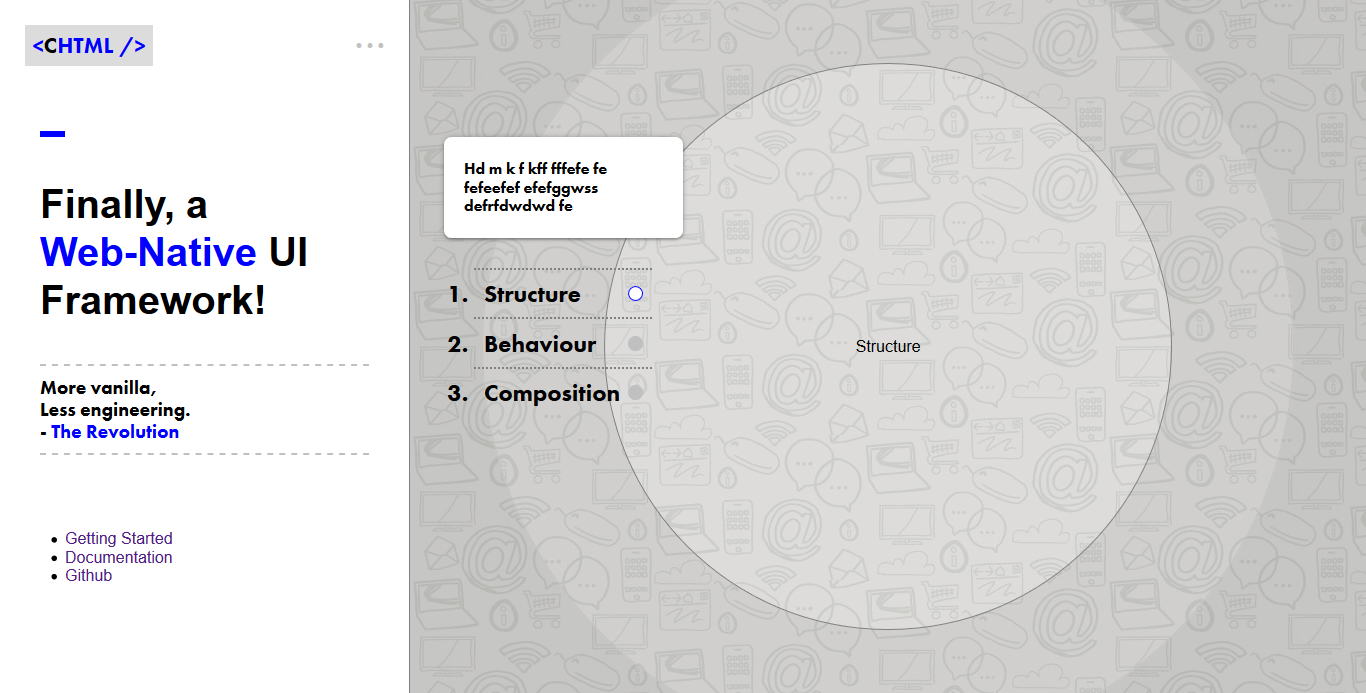 <CHTML />
Finally, a
Web-Native UI
Framework!
More vanilla,
Less engineering.
- The Revolution
Getting Started
Documentation
Github
Hd m k f kff fffefe fe
fefeefef efefggwss
defrfdwdwd fe
1. Structure
2. Behaviour
3. Composition
Structure